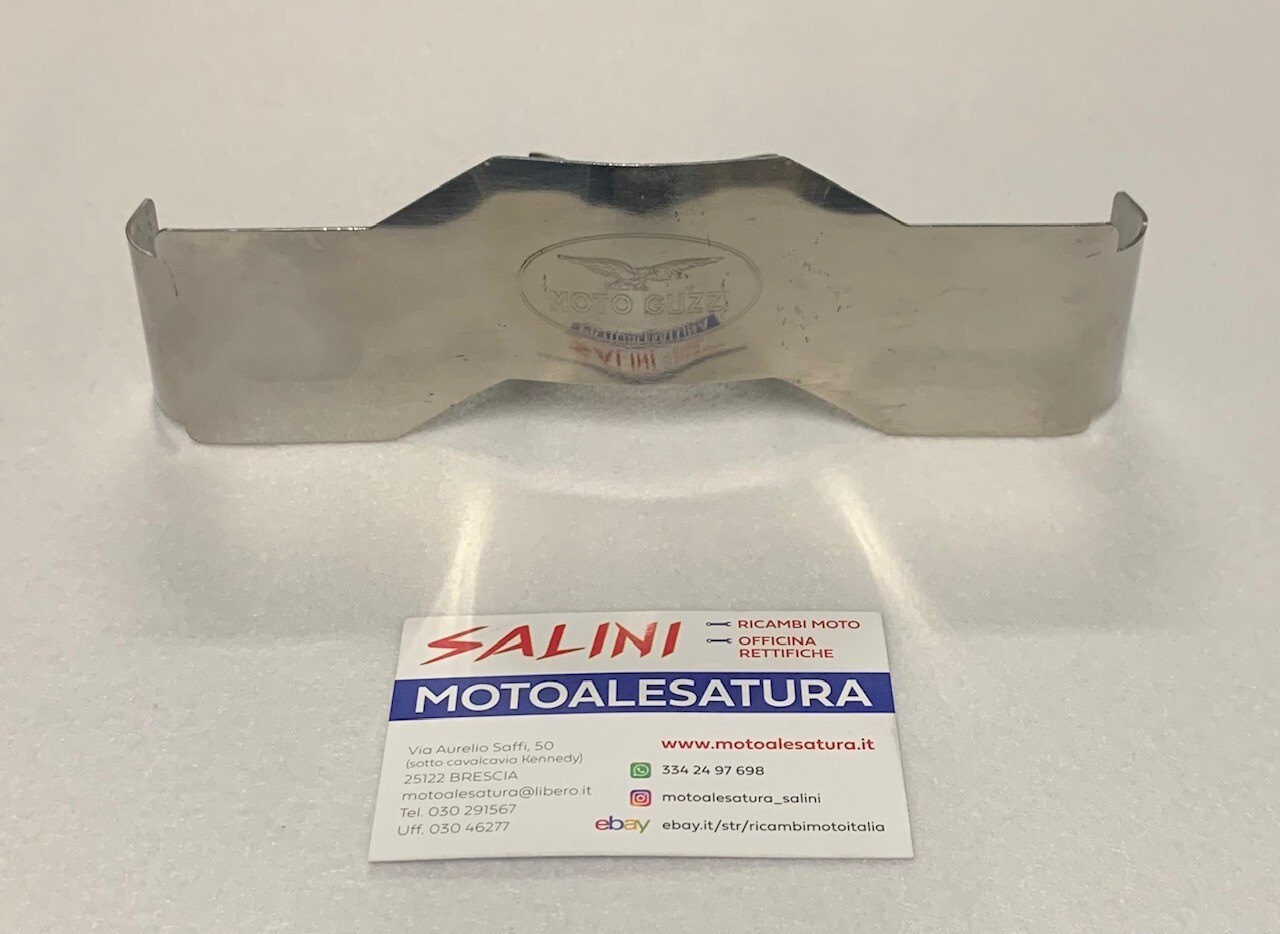 MOTO GUZZI
SALINI
RICAMBI MOTO
OFFICINA
RETTIFICHE
MOTOALESATURA
Via Aurelio Saffi, 50
(sotto cavalcavia Kennedy)
25122 BRESCIA
motoalesatura@libero.it
Tel. 030 291567
Uff. 030 46277
www.motoalesatura.it
334 24 97 698
motoalesatura_salini
ebay ebay.it/str/ricambimotoitalia